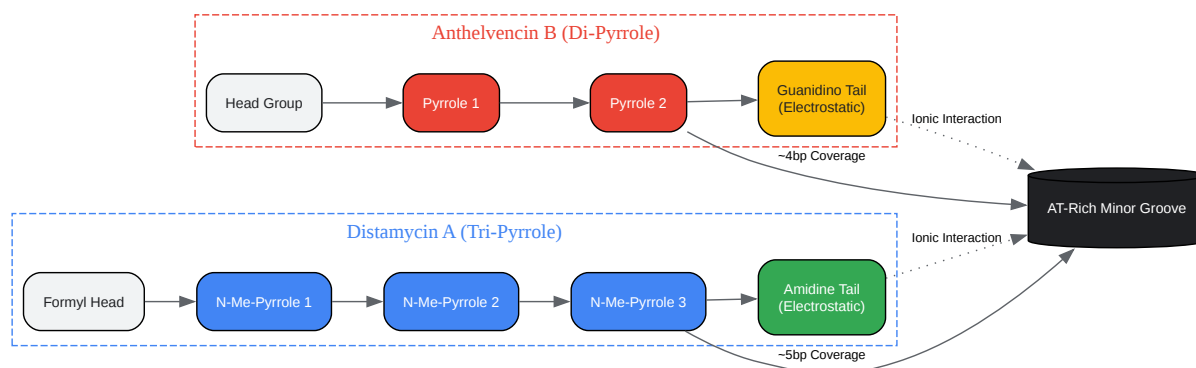 Anthelvencin B (Di-Pyrrole)
Head Group
Pyrrole 1
Pyrrole 2
Guanidino Tail
(Electrostatic)
Ionic Interaction
~4bp Coverage
AT-Rich Minor Groove
Distamycin A (Tri-Pyrrole)
Ionic Interaction
Formyl Head
N-Me-Pyrrole 1
N-Me-Pyrrole 2
N-Me-Pyrrole 3
Amidine Tail
(Electrostatic)
~5bp Coverage